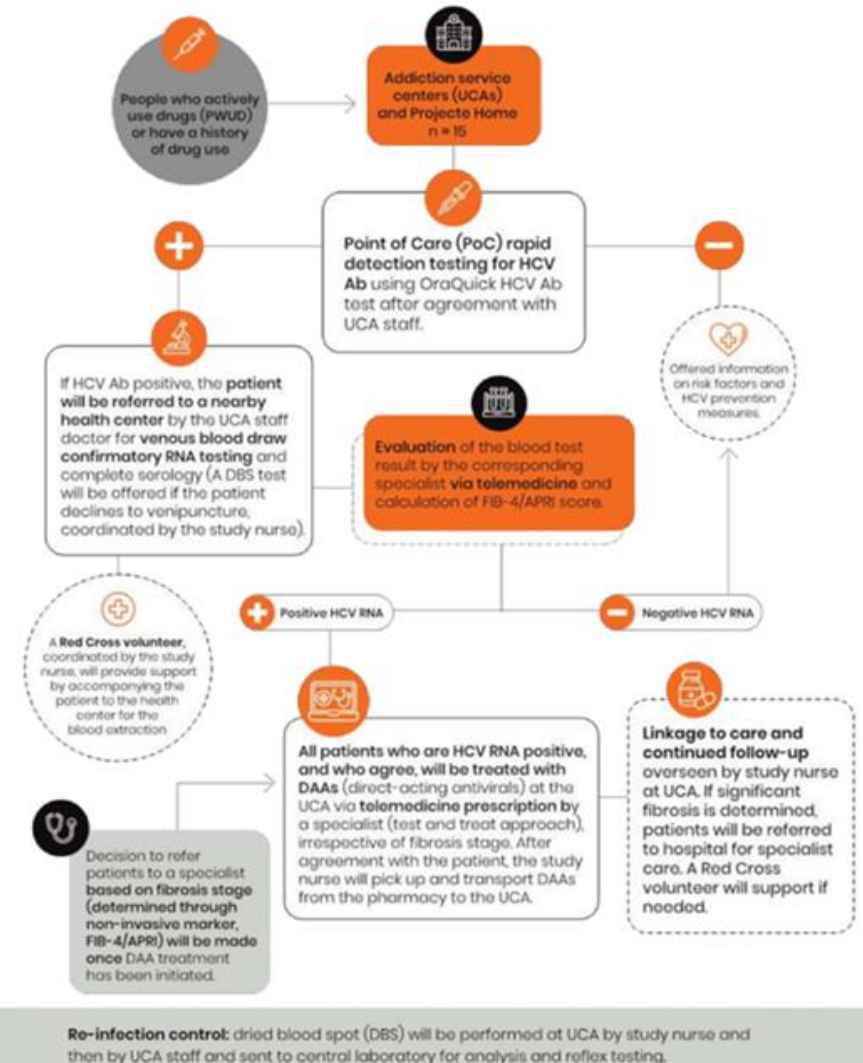 People who actively
use drugs (PWUD)
or have a history
of drug use
Addiction service
centers (UCAs)
and Projecte Home
n = 15
Point of Care (PoC) rapid
detection testing for HCV
Ab using OraQuick HCV Ab
test after agreement with
UCA staff.
If HCV Ab positive, the patient
will be referred to a nearby
health center by the UCA staff
doctor for venous blood draw
confirmatory RNA testing and
complete serology (A DBS test
will be offered if the patient
declines to venipuncture,
coordinated by the study nurse).
Offered information
on risk factors and
HCV prevention
measures.
Evaluation of the blood test
result by the corresponding
specialist via telemedicine and
calculation of FIB-4/APRI score.
A Red Cross volunteer,
coordinated by the study
nurse, will provide support
by accompanying the
patient to the health
center for the
blood extraction
Positive HCV RNA
Negative HCV RNA
All patients who are HCV RNA positive,
and who agree, will be treated with
DAAs (direct-acting antivirals) at the
UCA via telemedicine prescription by
a specialist (test and treat approach),
irrespective of fibrosis stage. After
agreement with the patient, the study
nurse will pick up and transport DAAs
from the pharmacy to the UCA.
Linkage to care and
continued follow-up
overseen by study nurse
at UCA. If significant
fibrosis is determined,
patients will be referred
to hospital for specialist
care. A Red Cross
volunteer will support if
needed.
Decision to refer
patients to a specialist
based on fibrosis stage
(determined through
non-invasive marker,
FIB-4/APRI) will be made
once DAA treatment
has been initiated.
Re-infection control: dried blood spot (DBS) will be performed at UCA by study nurse and
then by UCA staff and sent to central laboratory for analysis and reflex testing.